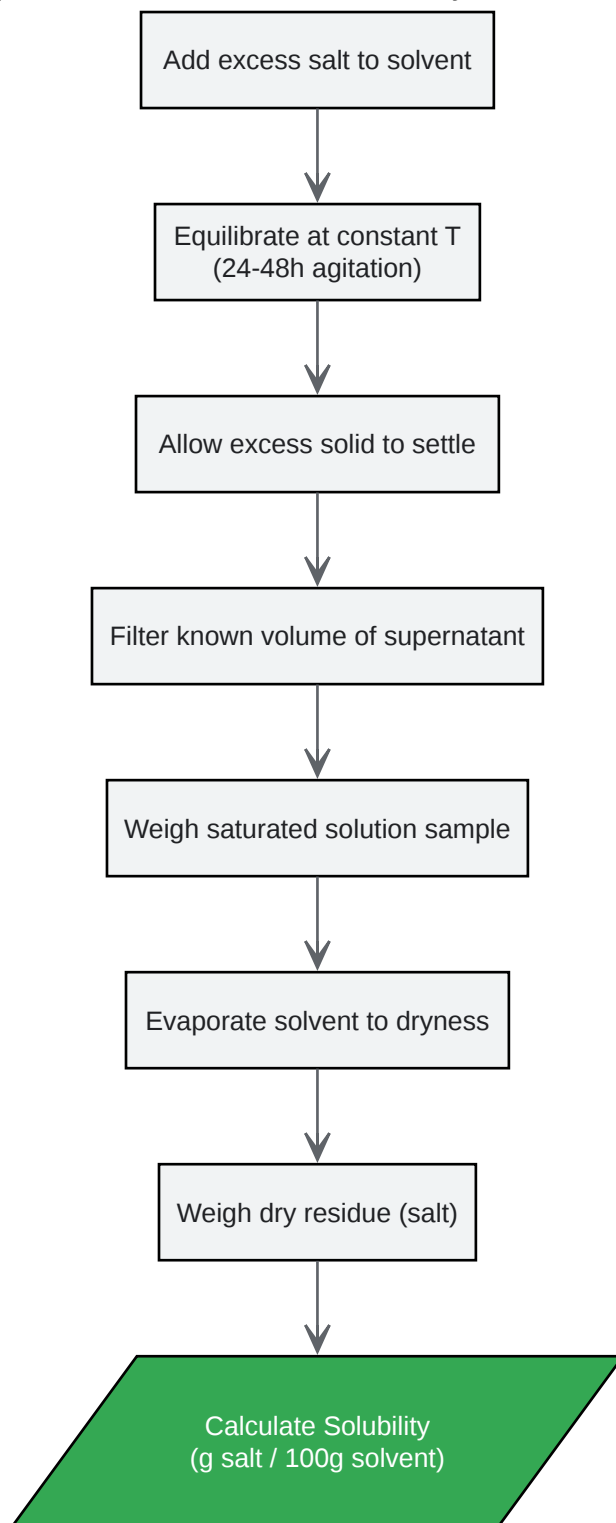 Add excess salt to solvent
Equilibrate at constant T
(24-48h agitation)
Allow excess solid to settle
Filter known volume of supernatant
Weigh saturated solution sample
Evaporate solvent to dryness
Weigh dry residue (salt)
Calculate Solubility
(g salt / 100g solvent)